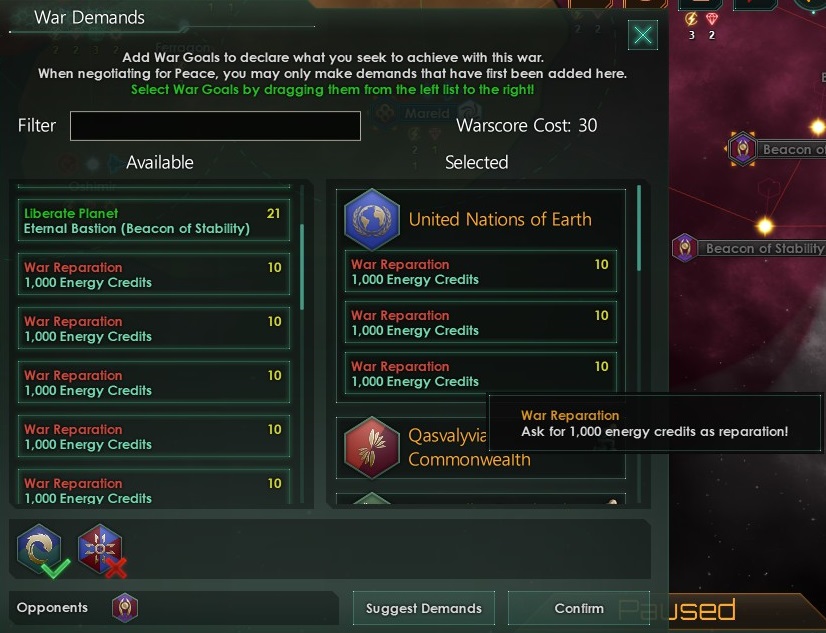 War Demands
3 2
Add War Goals to declare what you seek to achieve with this war.
When negotiating for Peace, you may only make demands that have first been added here.
Select War Goals by dragging them from the left list to the right!
Filter
Warscore Cost: 30
Available
Selected
Liberate Planet 21
Eternal Bastion (Beacon of Stability)
War Reparation 10
1,000 Energy Credits
War Reparation 10
1,000 Energy Credits
War Reparation 10
1,000 Energy Credits
War Reparation 10
1,000 Energy Credits
War Reparation 10
1,000 Energy Credits
United Nations of Earth
War Reparation 10
1,000 Energy Credits
War Reparation 10
1,000 Energy Credits
War Reparation 10
1,000 Energy Credits
Qasvalyvia
Commonwealth
War Reparation
Ask for 1,000 energy credits as reparation!
Beacon of
Beacon of Stability
Mareld
Opponents
Suggest Demands
Confirm
Paused